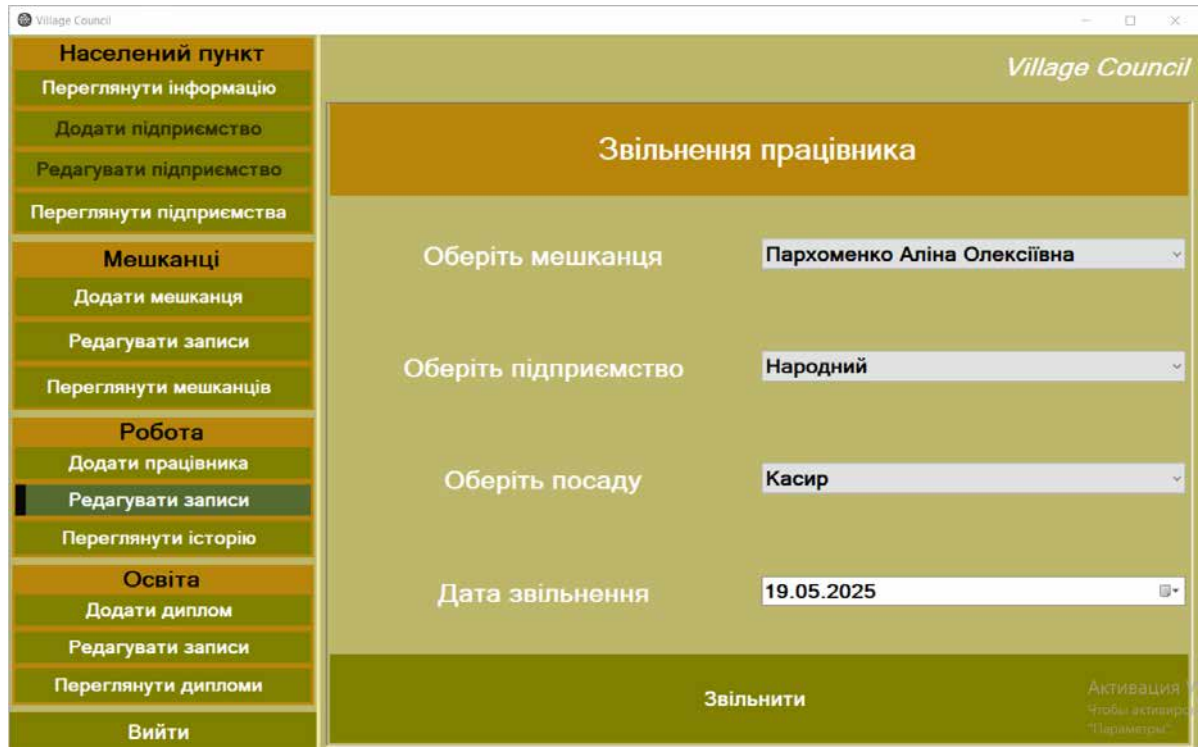 Village Council
Населений пункт
Переглянути інформацію
Додати підприємство
Редагувати підприємство
Переглянути підприємства
Мешканці
Додати мешканця
Редагувати записи
Переглянути мешканців
Робота
Додати працівника
Редагувати записи
Переглянути історію
Освіта
Додати диплом
Редагувати записи
Переглянути дипломи
Вийти
Village Council
Звільнення працівника
Оберіть мешканця
Пархоменко Аліна Олексіївна
Оберіть підприємство
Народний
Оберіть посаду
Касир
Дата звільнення
19.05.2025
Звільнити
Активация
Чтобы
"Параметры".